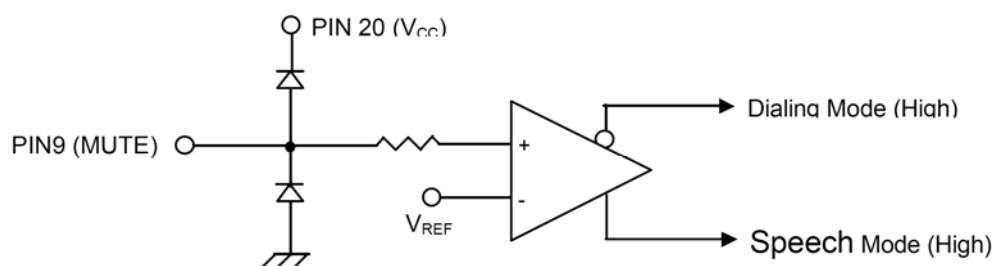 PIN 20 (VCC)
Dialing Mode (High)
PIN9 (MUTE)
+
-
VREF
Speech Mode (High)